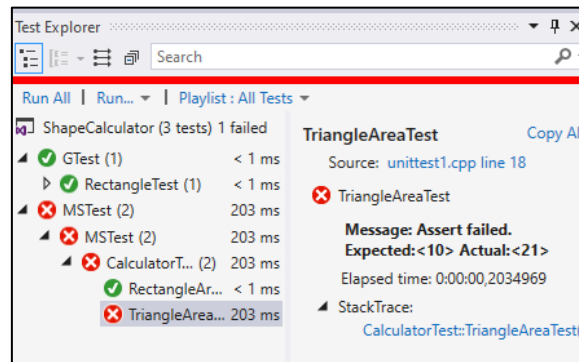 Test Explorer
Search
Run All | Run... | Playlist : All Tests
ShapeCalculator (3 tests) 1 failed
GTest (1) < 1 ms
RectangleTest (1) < 1 ms
MSTest (2) 203 ms
MSTest (2) 203 ms
CalculatorT... (2) 203 ms
RectangleAr... < 1 ms
TriangleArea... 203 ms
TriangleAreaTest Copy Al
Source: unittest1.cpp line 18
TriangleAreaTest
Message: Assert failed.
Expected:<10> Actual:<21>
Elapsed time: 0:00:00,2034969
StackTrace:
CalculatorTest::TriangleAreaTest(